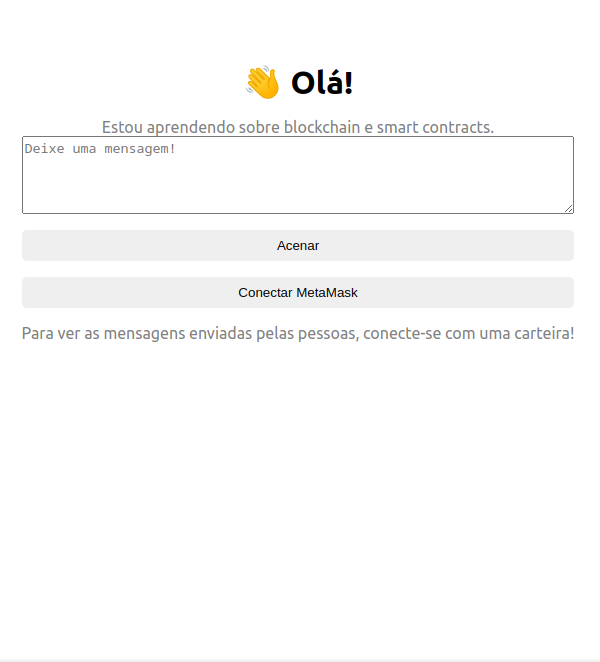 👋 Olá!
Estou aprendendo sobre blockchain e smart contracts.
Deixe uma mensagem!
Acenar
Conectar MetaMask
Para ver as mensagens enviadas pelas pessoas, conecte-se com uma carteira!